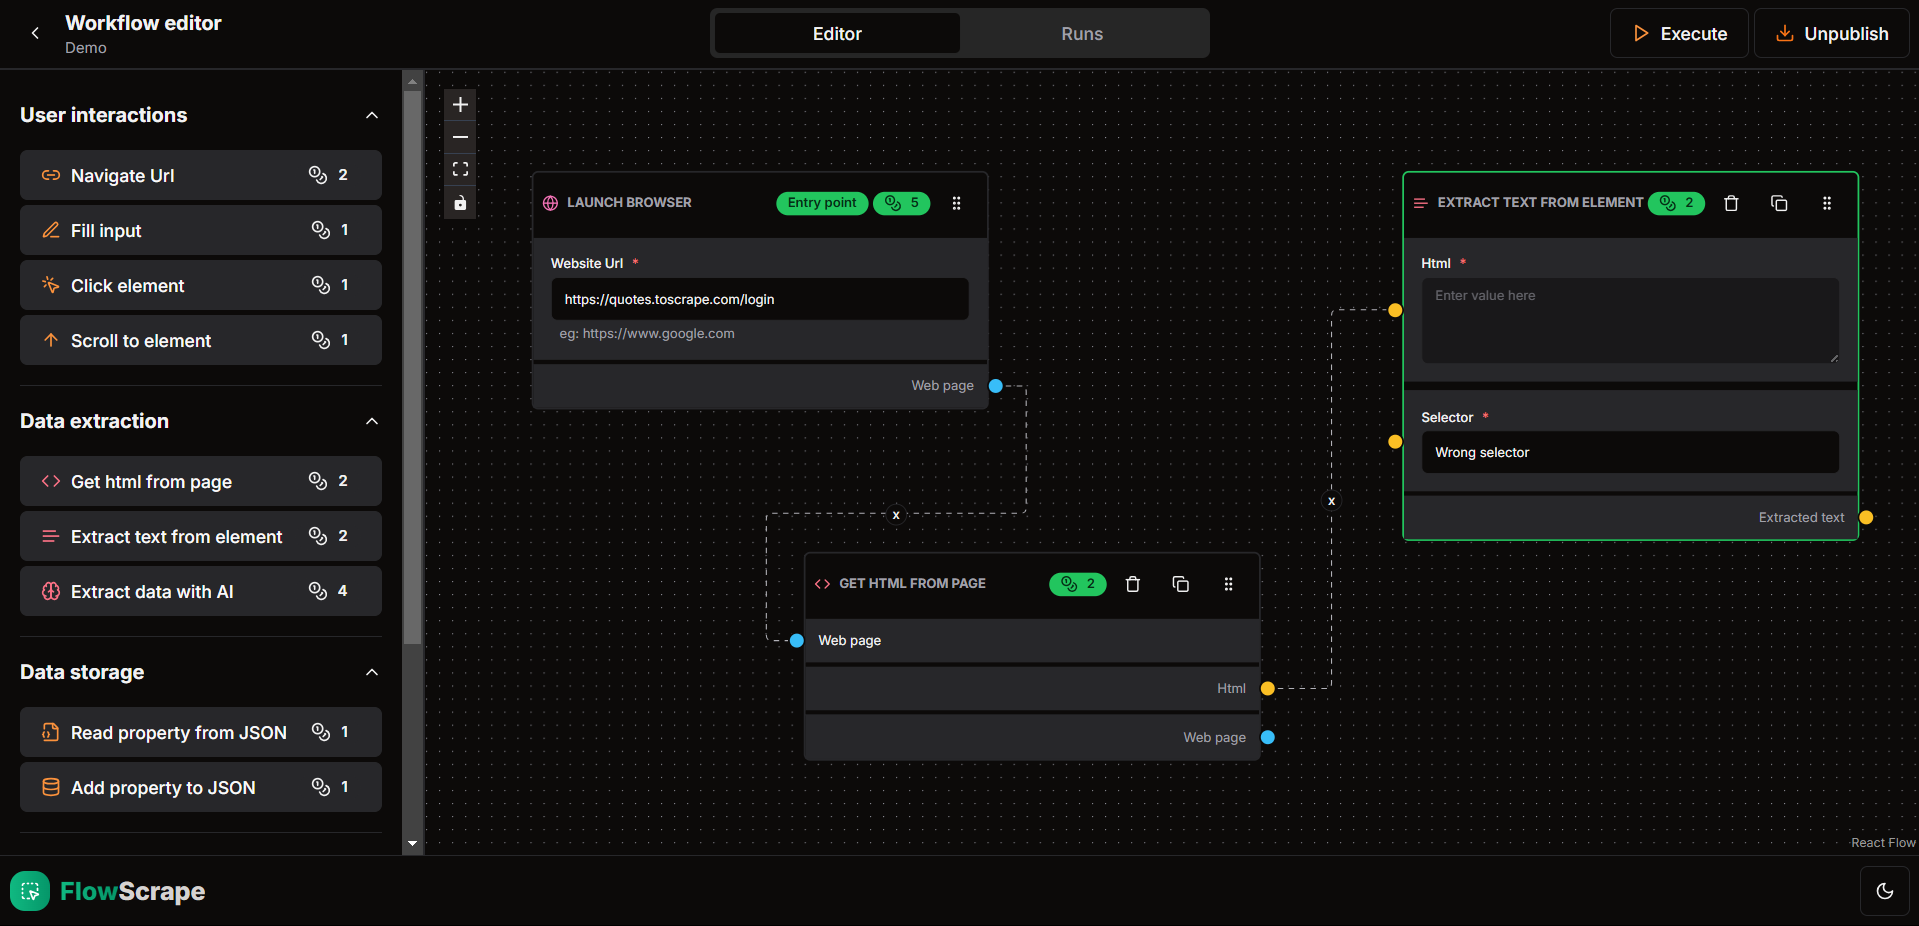 Workflow editor
Demo
Editor
Runs
Execute
Unpublish
User interactions
Navigate Url 2
Fill input 1
Click element 1
Scroll to element 1
Data extraction
Get html from page 2
Extract text from element 2
Extract data with AI 4
Data storage
Read property from JSON 1
Add property to JSON 1
LAUNCH BROWSER Entry point 5
Website Url *
https://quotes.toscrape.com/login
eg: https://www.google.com
Web page
x
GET HTML FROM PAGE 2
Web page
Html
Web page
x
EXTRACT TEXT FROM ELEMENT 2
Html *
Enter value here
Selector *
Wrong selector
Extracted text
React Flow
FlowScrape